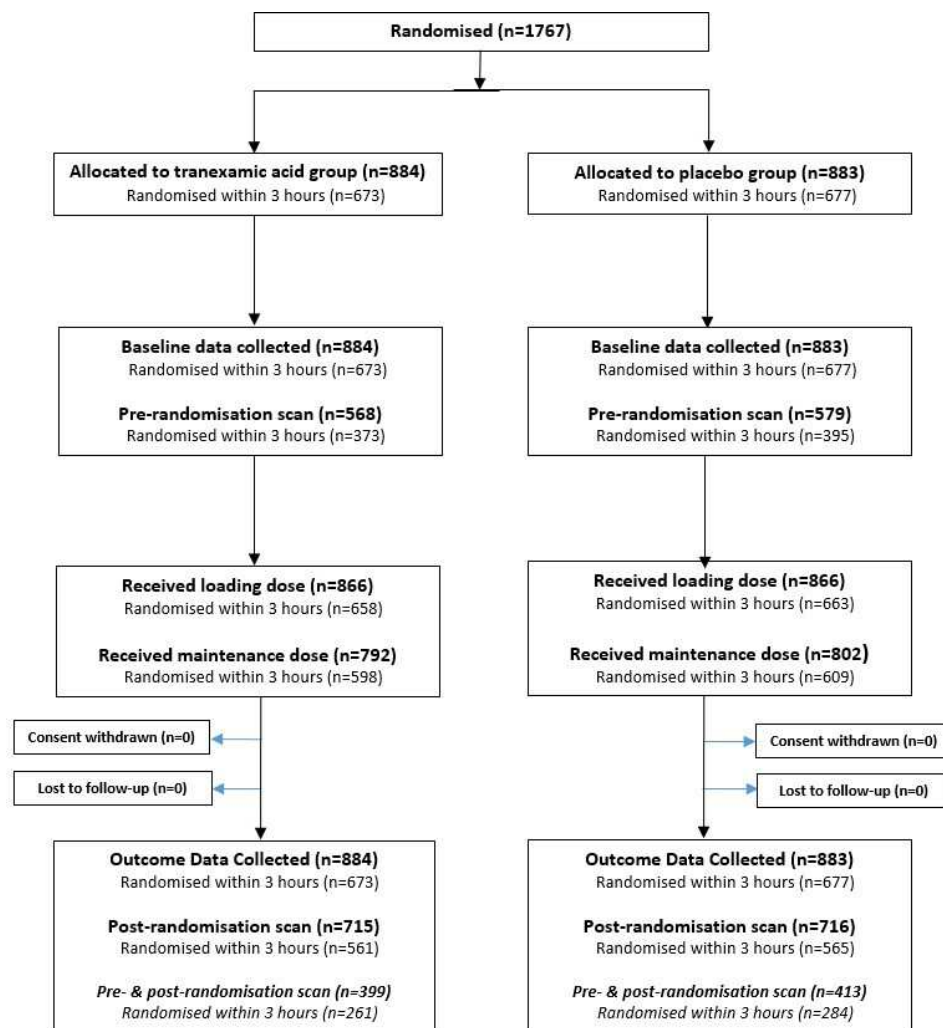 Randomised (n=1767)
Allocated to tranexamic acid group (n=884)
Randomised within 3 hours (n=673)
Allocated to placebo group (n=883)
Randomised within 3 hours (n=677)
Baseline data collected (n=884)
Randomised within 3 hours (n=673)
Pre-randomisation scan (n=568)
Randomised within 3 hours (n=373)
Baseline data collected (n=883)
Randomised within 3 hours (n=677)
Pre-randomisation scan (n=579)
Randomised within 3 hours (n=395)
Received loading dose (n=866)
Randomised within 3 hours (n=658)
Received maintenance dose (n=792)
Randomised within 3 hours (n=598)
Received loading dose (n=866)
Randomised within 3 hours (n=663)
Received maintenance dose (n=802)
Randomised within 3 hours (n=609)
Consent withdrawn (n=0)
Lost to follow-up (n=0)
Consent withdrawn (n=0)
Lost to follow-up (n=0)
Outcome Data Collected (n=884)
Randomised within 3 hours (n=673)
Post-randomisation scan (n=715)
Randomised within 3 hours (n=561)
Pre- & post-randomisation scan (n=399)
Randomised within 3 hours (n=261)
Outcome Data Collected (n=883)
Randomised within 3 hours (n=677)
Post-randomisation scan (n=716)
Randomised within 3 hours (n=565)
Pre- & post-randomisation scan (n=413)
Randomised within 3 hours (n=284)